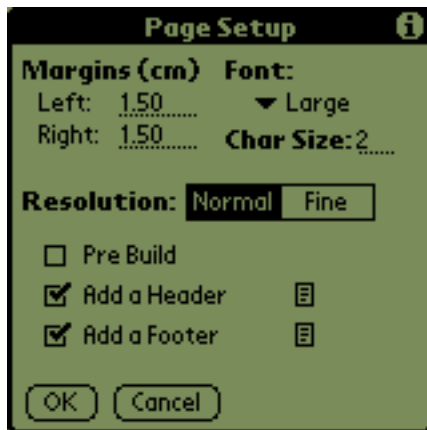 Page Setup
Margins (cm) Font:
Left: 1.50 Large
Right: 1.50 Char Size: 2
Resolution: Normal Fine
Pre Build
Add a Header
Add a Footer
OK Cancel